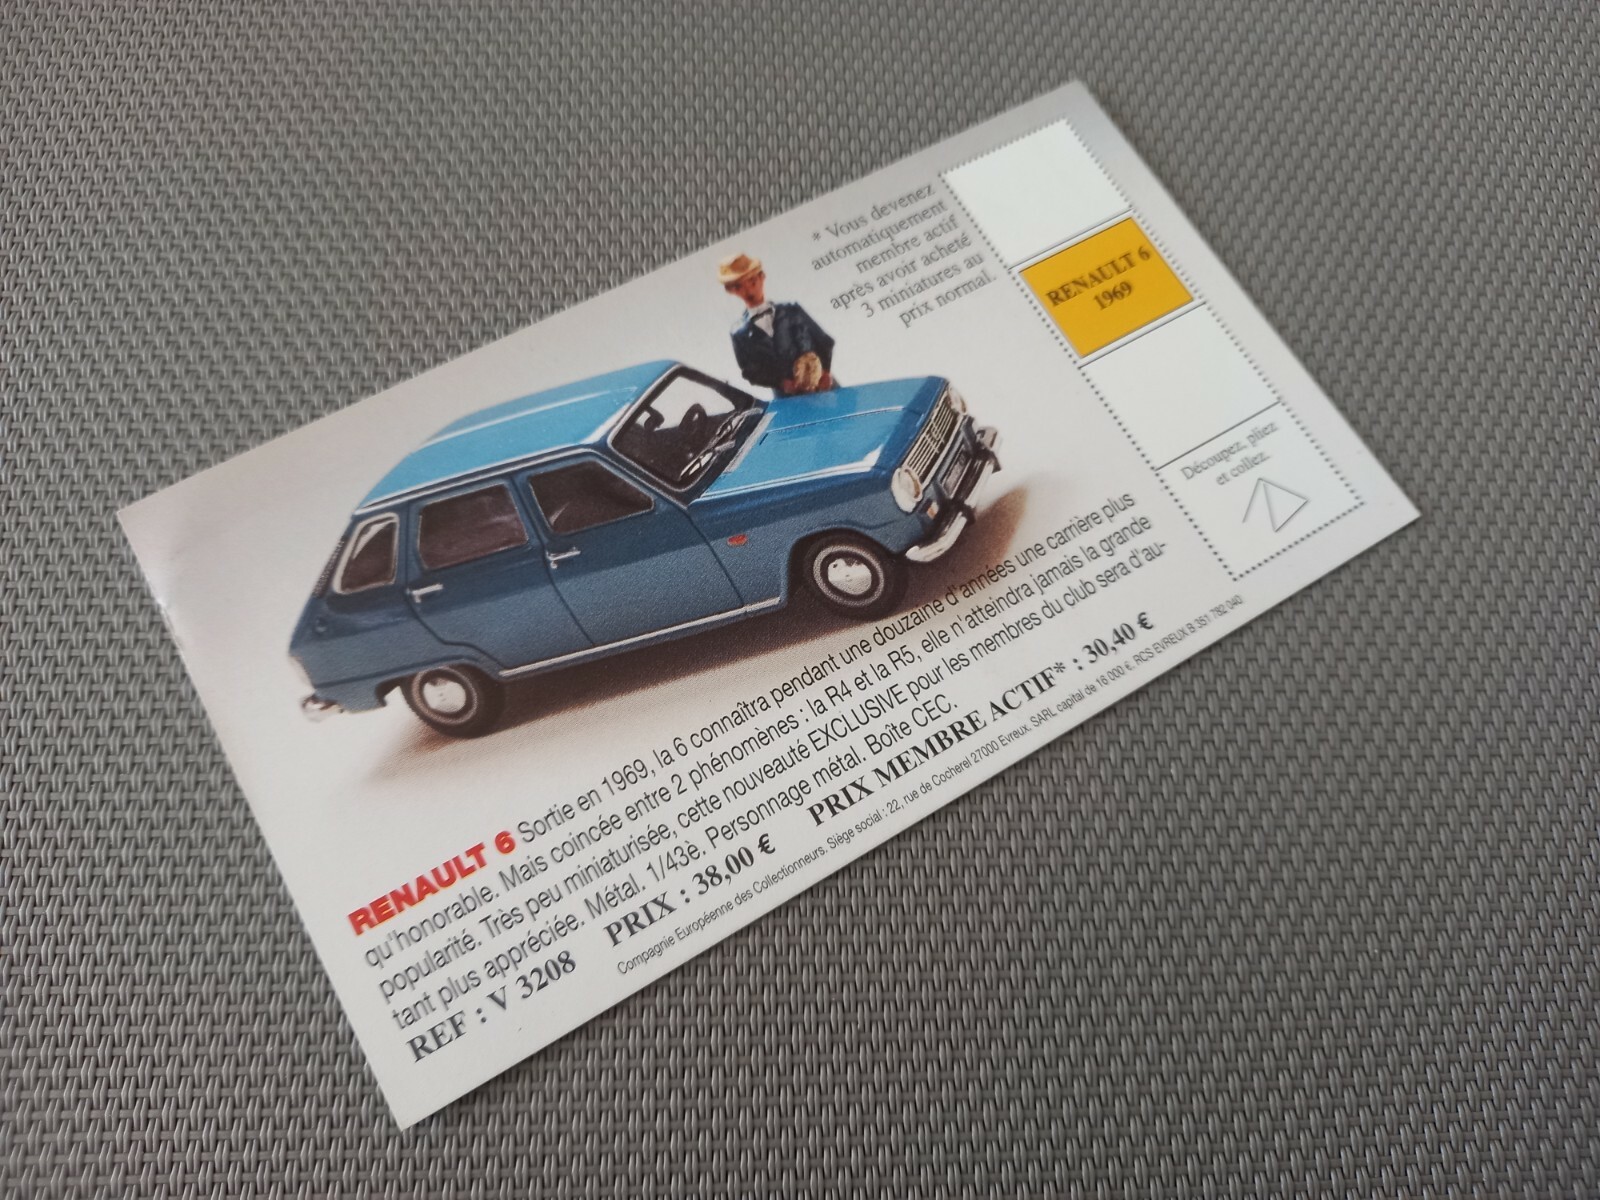 * Vous devenez
automatiquement
membre actif
après avoir acheté
3 miniatures au
prix normal.
RENAULT 6
1969
Découpez, pliez
et collez.
RENAULT 6 Sortie en 1969, la 6 connaîtra pendant une douzaine d'années une carrière plus
qu'honorable. Mais coincée entre 2 phénomènes : la R4 et la R5, elle n'atteindra jamais la grande
popularité. Très peu miniaturisée, cette nouveauté EXCLUSIVE pour les membres du club sera d'au-
tant plus appréciée. Métal. 1/43è. Personnage métal. Boîte CEC.
REF : V 3208 PRIX : 38,00 € PRIX MEMBRE ACTIF* : 30,40 €
Compagnie Européenne des Collectionneurs. Siège social : 22, rue de Cocherel 27000 Evreux. SARL capital de 16 000 €. RCS EVREUX B 351 782 040